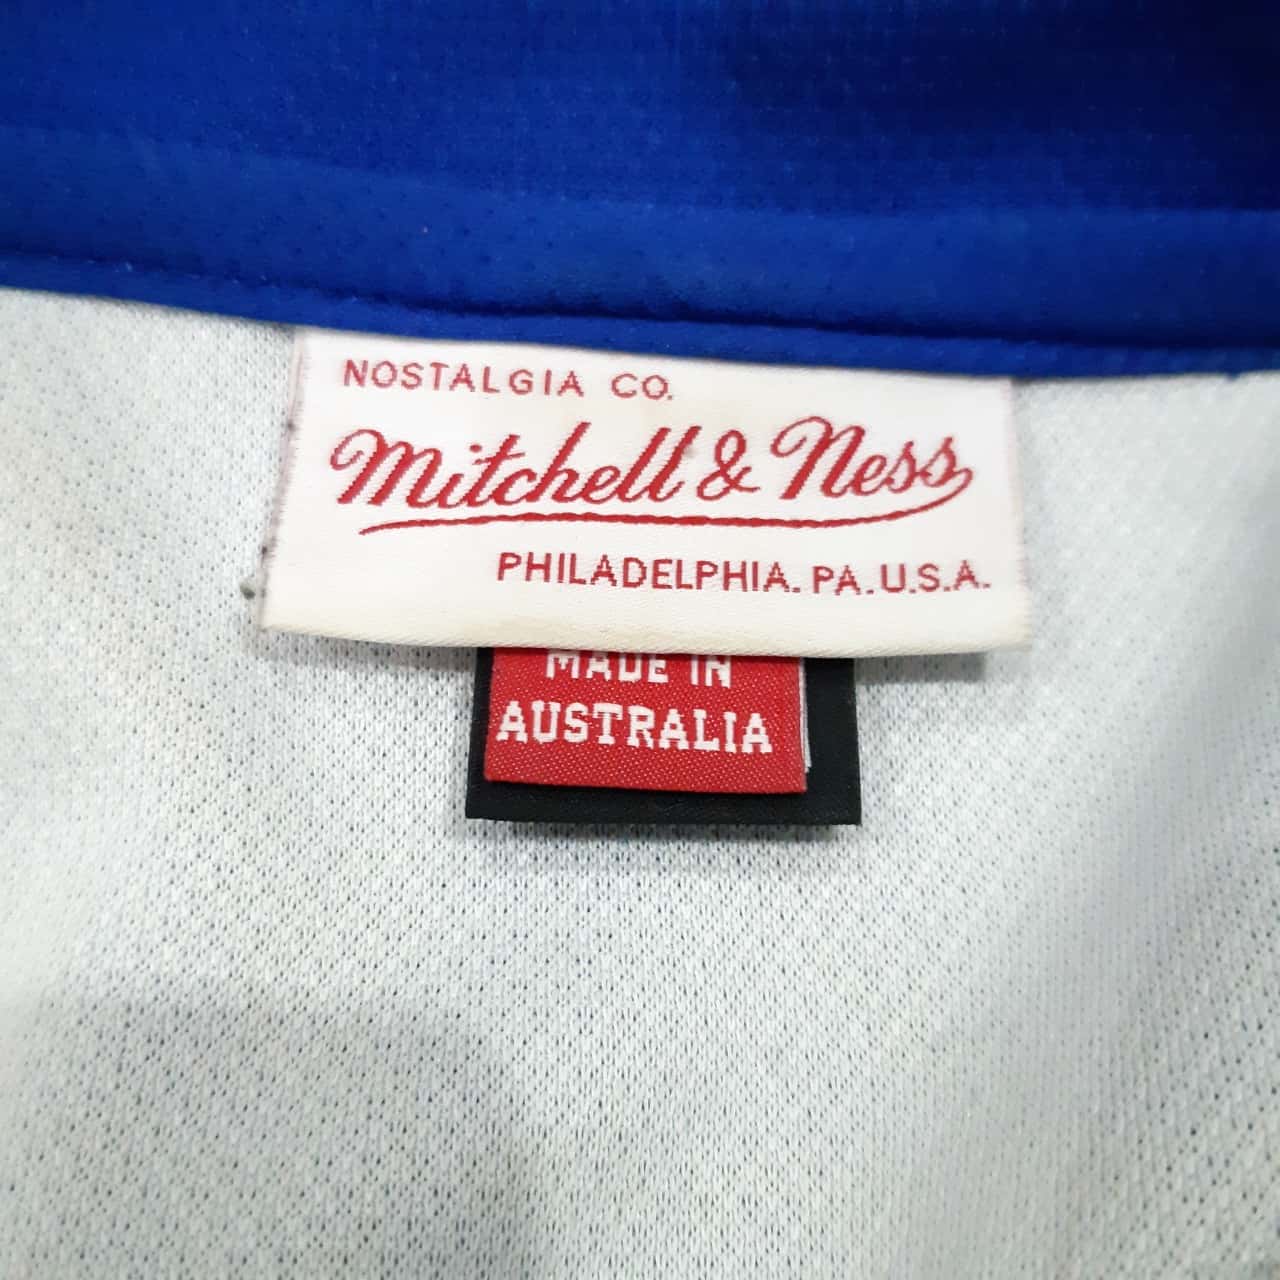 NOSTALGIA CO.
Mitchell & Ness
PHILADELPHIA. PA. U.S.A.
MADE IN
AUSTRALIA